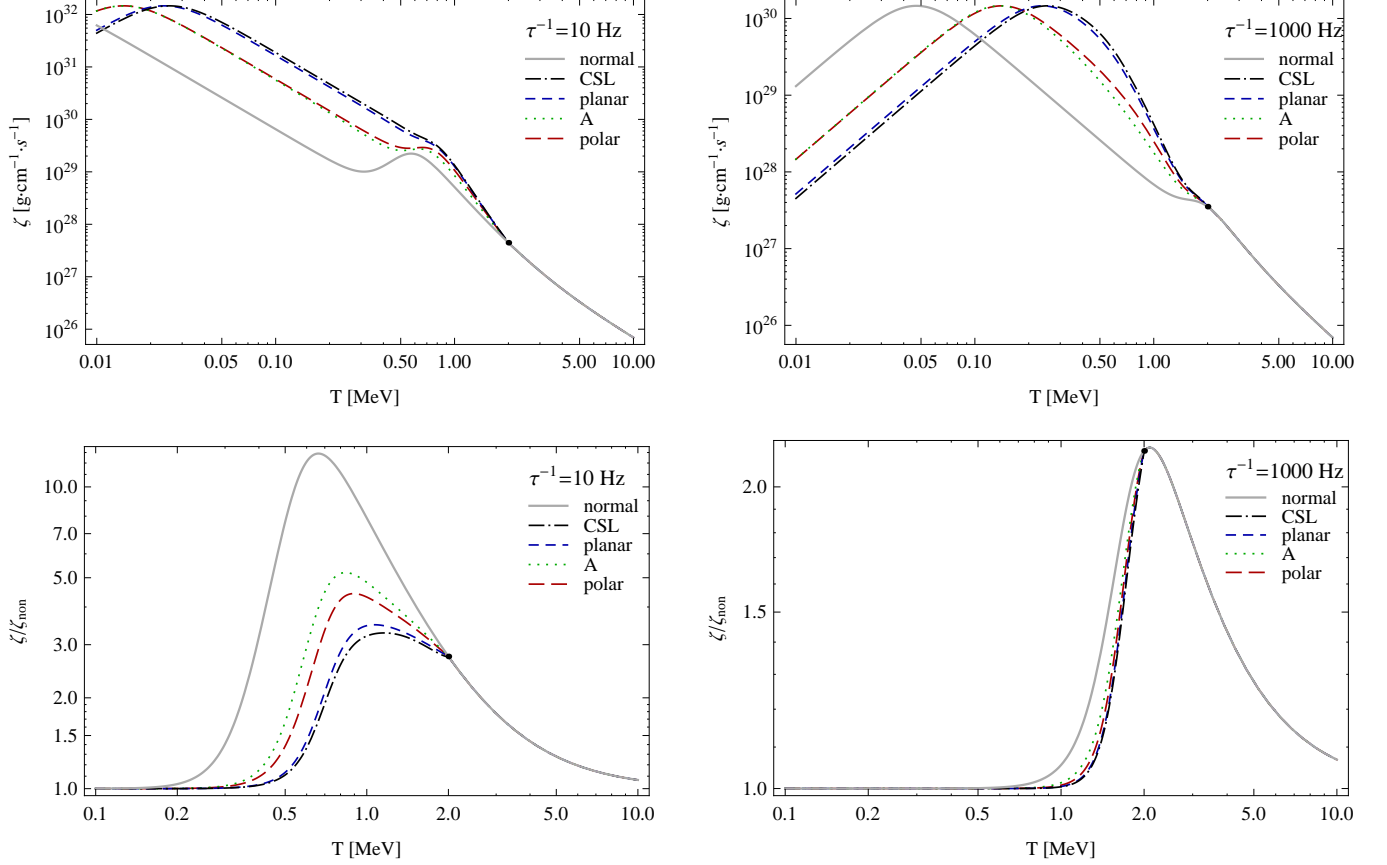 10^32
10^31
10^30
10^29
10^28
10^27
10^26
ζ [g·cm^−1·s^−1]
τ^−1=10 Hz
normal
CSL
planar
A
polar
0.01 0.05 0.10 0.50 1.00 5.00 10.00
T [MeV]
10^30
10^29
10^28
10^27
10^26
ζ [g·cm^−1·s^−1]
τ^−1=1000 Hz
normal
CSL
planar
A
polar
0.01 0.05 0.10 0.50 1.00 5.00 10.00
T [MeV]
10.0
7.0
5.0
3.0
2.0
1.5
1.0
ζ/ζ_non
τ^−1=10 Hz
normal
CSL
planar
A
polar
0.1 0.2 0.5 1.0 2.0 5.0 10.0
T [MeV]
2.0
1.5
1.0
ζ/ζ_non
τ^−1=1000 Hz
normal
CSL
planar
A
polar
0.1 0.2 0.5 1.0 2.0 5.0 10.0
T [MeV]